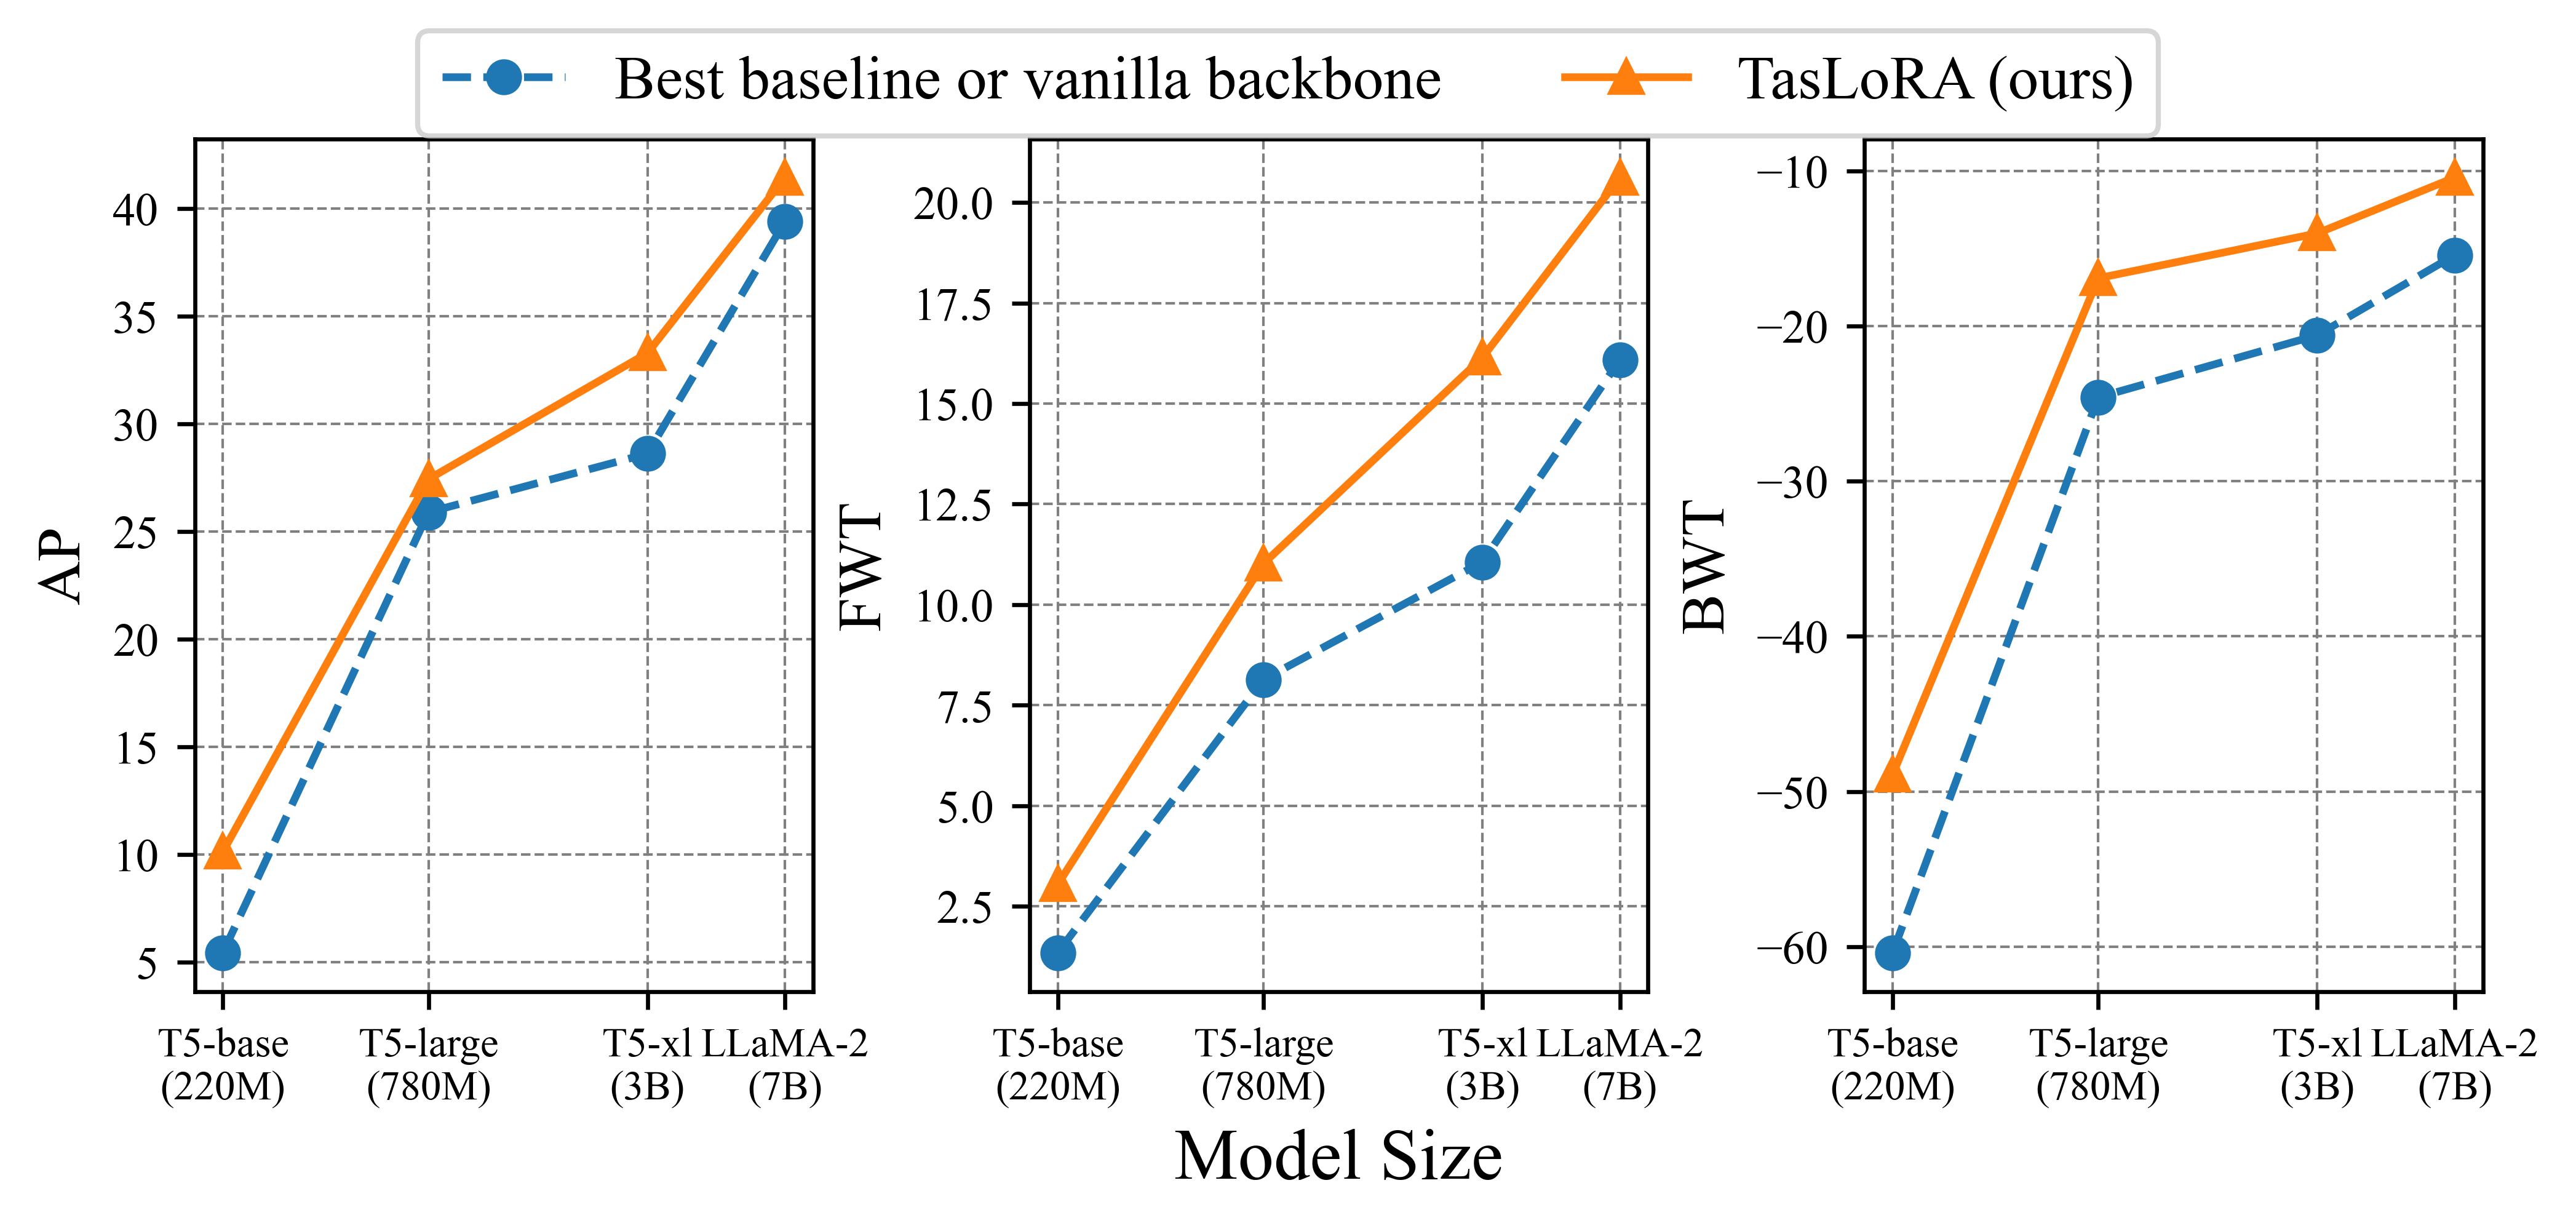 Best baseline or vanilla backbone
TasLoRA (ours)
AP
40
35
30
25
20
15
10
5
T5-base
(220M)
T5-large
(780M)
T5-xl
(3B)
LLaMA-2
(7B)
FWT
20.0
17.5
15.0
12.5
10.0
7.5
5.0
2.5
T5-base
(220M)
T5-large
(780M)
T5-xl
(3B)
LLaMA-2
(7B)
BWT
−10
−20
−30
−40
−50
−60
T5-base
(220M)
T5-large
(780M)
T5-xl
(3B)
LLaMA-2
(7B)
Model Size